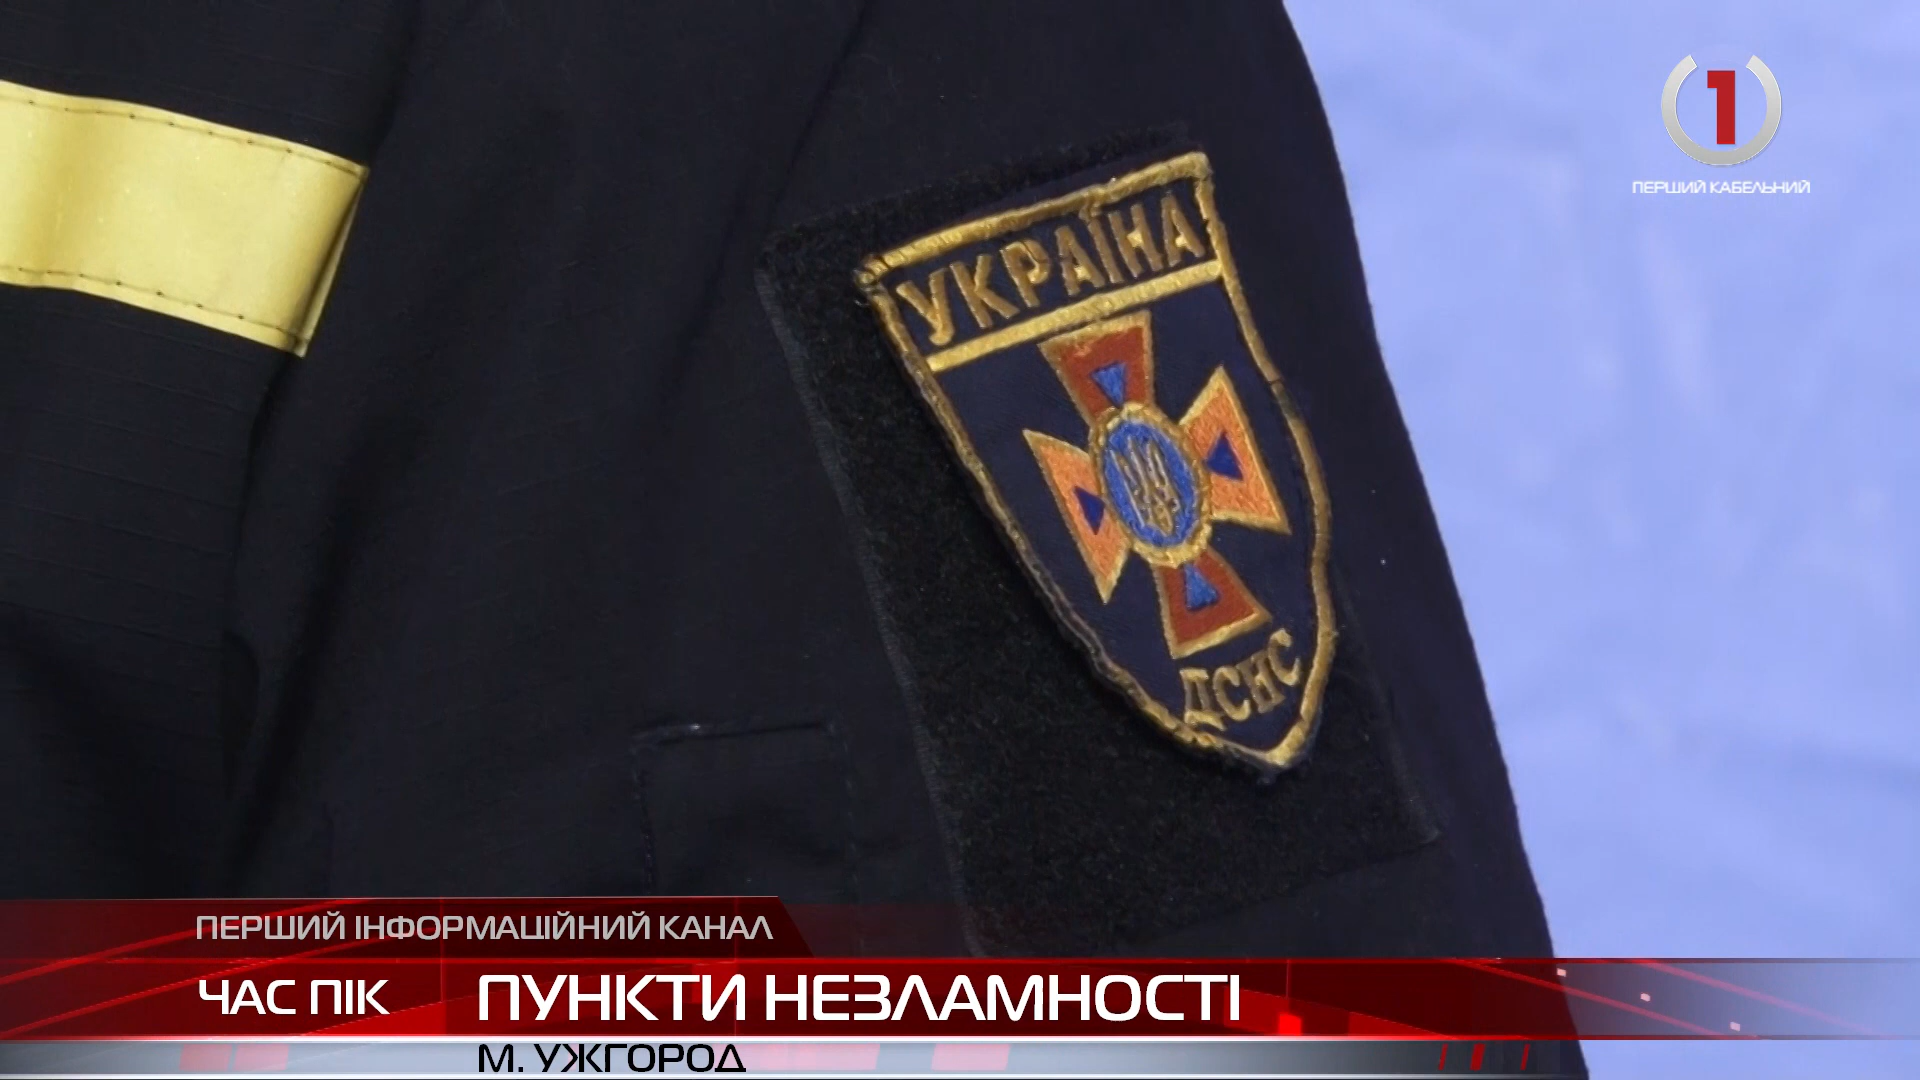 1
ПЕРШИЙ КАБЕЛЬНИЙ
УКРАЇНА
ДСНС
ПЕРШИЙ ІНФОРМАЦІЙНИЙ КАНАЛ
ЧАС ПІК
ПУНКТИ НЕЗЛАМНОСТІ
М. УЖГОРОД